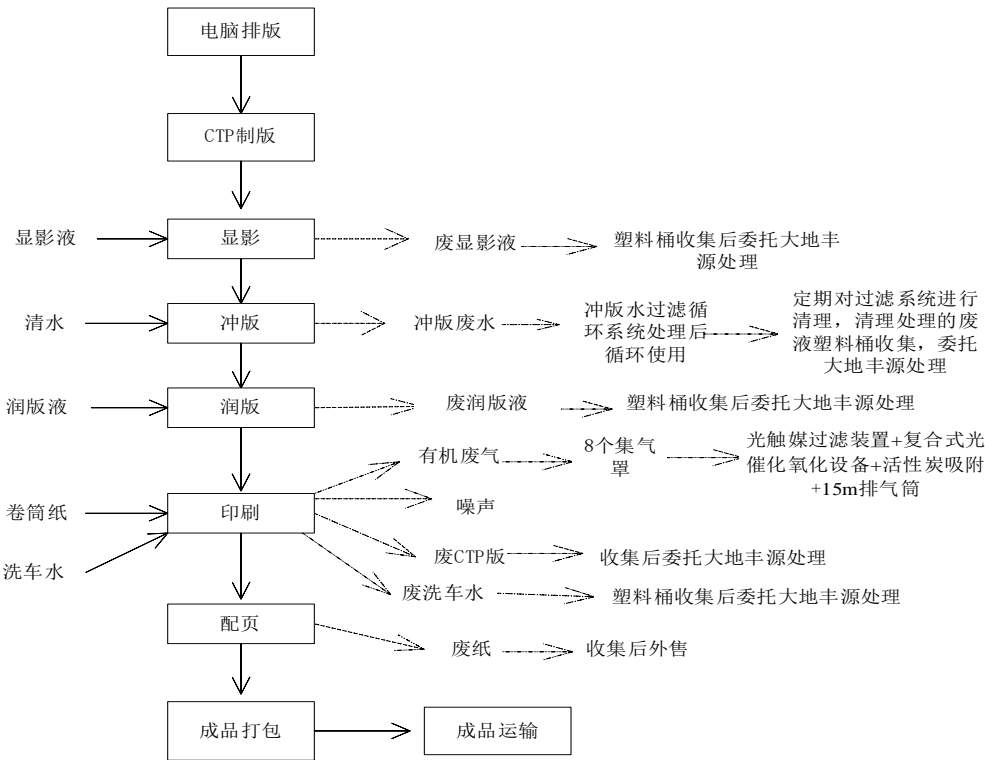 电脑排版
CTP制版
显影液
显影
废显影液
塑料桶收集后委托大地丰
源处理
清水
冲版
冲版废水
冲版水过滤循
环系统处理后
循环使用
定期对过滤系统进行
清理，清理处理的废
液塑料桶收集，委托
大地丰源处理
润版液
润版
废润版液
塑料桶收集后委托大地丰源处理
有机废气
8个集气
罩
光触媒过滤装置+复合式光
催化氧化设备+活性炭吸附
+15m排气筒
卷筒纸
印刷
噪声
洗车水
废CTP版
收集后委托大地丰源处理
废洗车水
塑料桶收集后委托大地丰源处理
配页
废纸
收集后外售
成品打包
成品运输